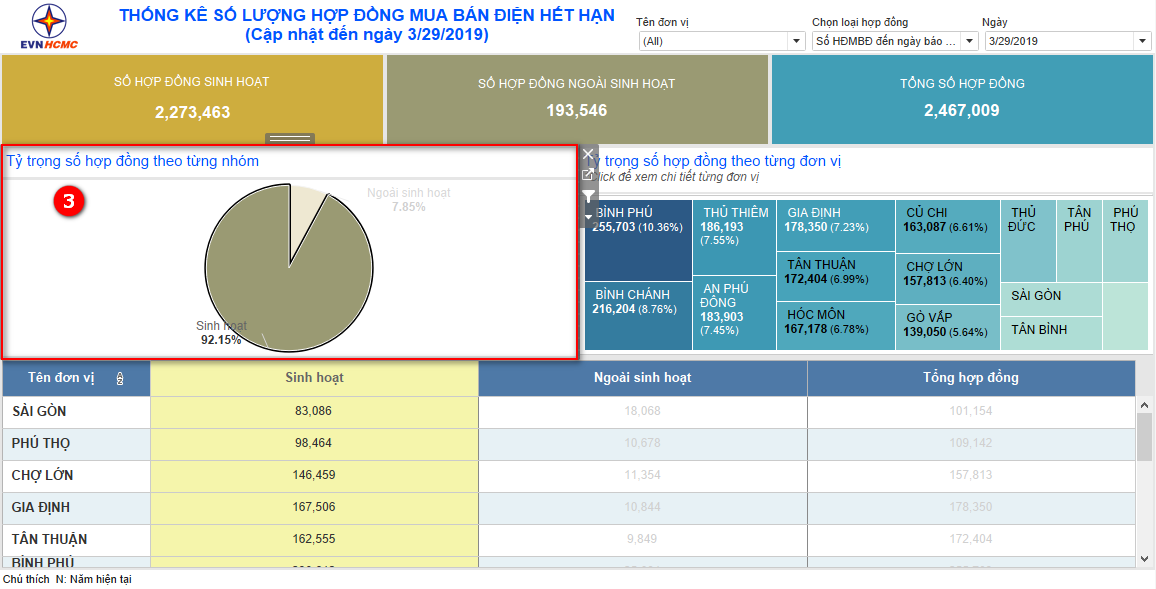 EVNHCMC
THỐNG KÊ SỐ LƯỢNG HỢP ĐỒNG MUA BÁN ĐIỆN HẾT HẠN
(Cập nhật đến ngày 3/29/2019)
Tên đơn vị
(All)
Chọn loại hợp đồng
Số HĐMBĐ đến ngày báo ...
Ngày
3/29/2019
SỐ HỢP ĐỒNG SINH HOẠT
2,273,463
SỐ HỢP ĐỒNG NGOÀI SINH HOẠT
193,546
TỔNG SỐ HỢP ĐỒNG
2,467,009
Tỷ trọng số hợp đồng theo từng nhóm
3
Ngoài sinh hoạt
7.85%
Sinh hoạt
92.15%
Tỷ trọng số hợp đồng theo từng đơn vị
Click để xem chi tiết từng đơn vị
BÌNH PHÚ
255,703 (10.36%)
BÌNH CHÁNH
216,204 (8.76%)
THỦ THIÊM
186,193
(7.55%)
AN PHÚ
ĐÔNG
183,903
(7.45%)
GIA ĐỊNH
178,350 (7.23%)
TÂN THUẬN
172,404 (6.99%)
HÓC MÔN
167,178 (6.78%)
CỦ CHI
163,087 (6.61%)
CHỢ LỚN
157,813 (6.40%)
GÒ VẤP
139,050 (5.64%)
THỦ
ĐỨC
TÂN
PHÚ
PHÚ
THỌ
SÀI GÒN
TÂN BÌNH
Tên đơn vị Sinh hoạt Ngoài sinh hoạt Tổng hợp đồng
SÀI GÒN 83,086 18,068 101,154
PHÚ THỌ 98,464 10,678 109,142
CHỢ LỚN 146,459 11,354 157,813
GIA ĐỊNH 167,506 10,844 178,350
TÂN THUẬN 162,555 9,849 172,404
BÌNH PHÚ
Chú thích N: Năm hiện tại